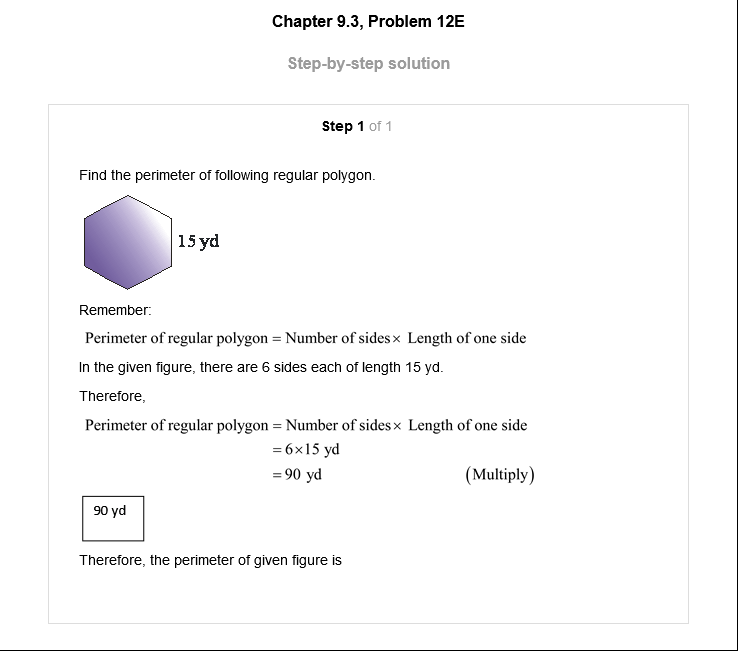 Chapter 9.3, Problem 12E
Step-by-step solution
Step 1 of 1
Find the perimeter of following regular polygon.
15 yd
Remember:
Perimeter of regular polygon = Number of sides × Length of one side
In the given figure, there are 6 sides each of length 15 yd.
Therefore,
Perimeter of regular polygon = Number of sides × Length of one side
= 6×15 yd
= 90 yd (Multiply)
90 yd
Therefore, the perimeter of given figure is